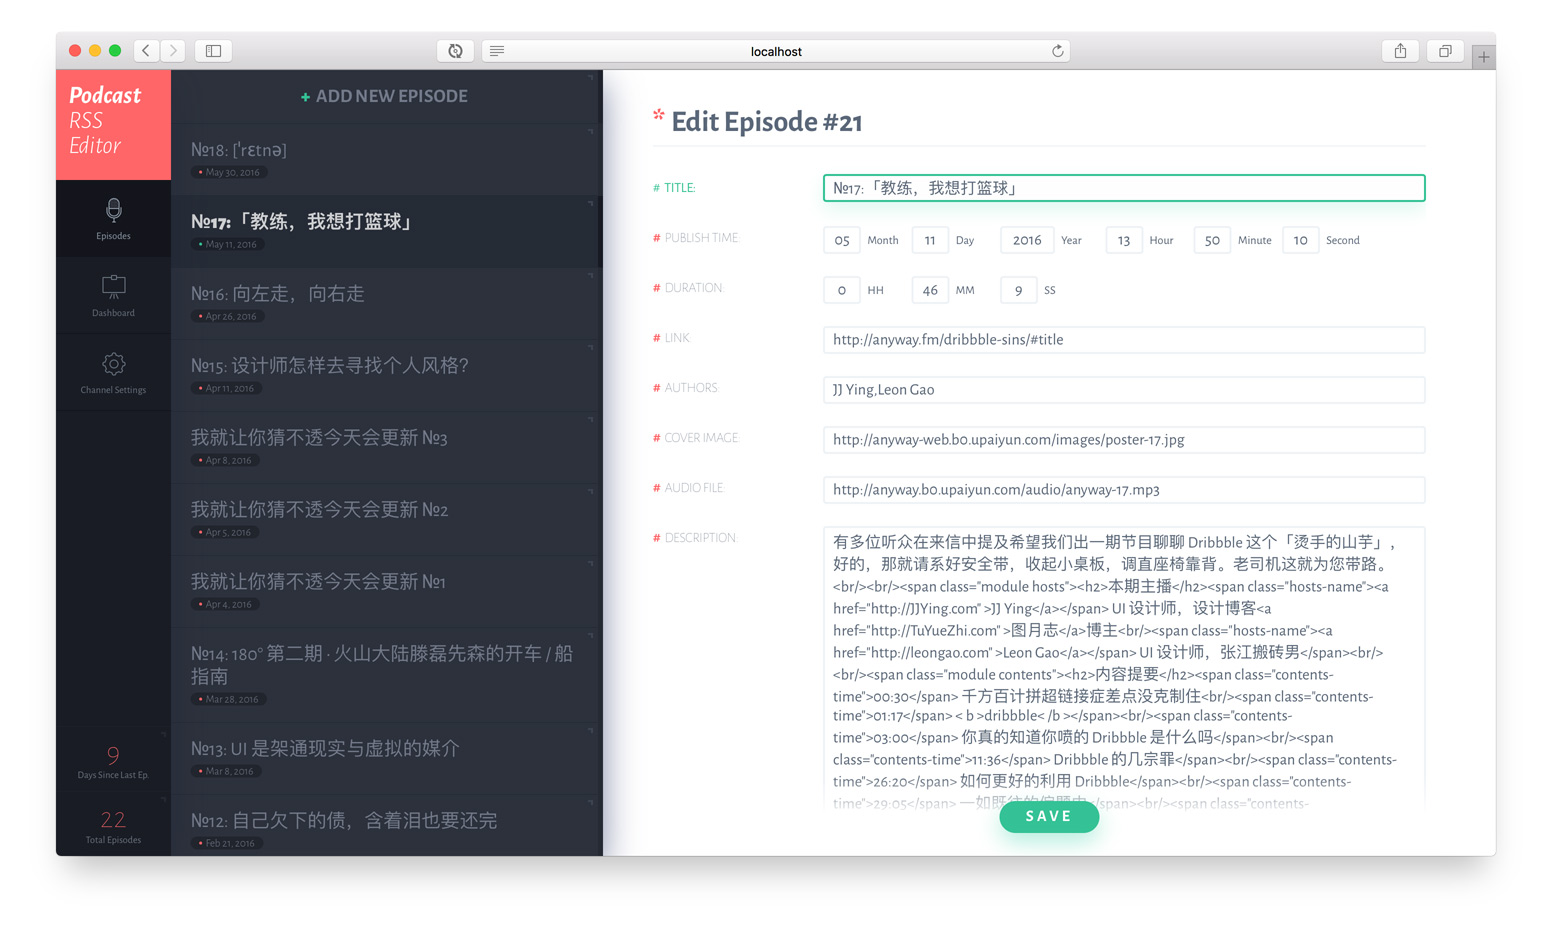 localhost
Podcast
RSS
Editor
Episodes
Dashboard
Channel Settings
9
Days Since Last Ep.
22
Total Episodes
+ ADD NEW EPISODE
№18: ['rɛtnə]
• May 30, 2016
№17:「教练，我想打篮球」
• May 11, 2016
№16: 向左走，向右走
• Apr 26, 2016
№15: 设计师怎样去寻找个人风格?
• Apr 11, 2016
我就让你猜不透今天会更新 №3
• Apr 8, 2016
我就让你猜不透今天会更新 №2
• Apr 5, 2016
我就让你猜不透今天会更新 №1
• Apr 4, 2016
№14: 180° 第二期 · 火山大陆滕磊先森的开车 / 船
指南
• Mar 28, 2016
№13: UI 是架通现实与虚拟的媒介
• Mar 8, 2016
№12: 自己欠下的债，含着泪也要还完
• Feb 21, 2016
* Edit Episode #21
# TITLE: №17:「教练，我想打篮球」
# PUBLISH TIME: 05 Month 11 Day 2016 Year 13 Hour 50 Minute 10 Second
# DURATION: 0 HH 46 MM 9 SS
# LINK: http://anyway.fm/dribbble-sins/#title
# AUTHORS: JJ Ying,Leon Gao
# COVER IMAGE: http://anyway-web.b0.upaiyun.com/images/poster-17.jpg
# AUDIO FILE: http://anyway.b0.upaiyun.com/audio/anyway-17.mp3
# DESCRIPTION: 有多位听众在来信中提及希望我们出一期节目聊聊 Dribbble 这个「烫手的山芋」，
好的，那就请系好安全带，收起小桌板，调直座椅靠背。老司机这就为您带路。
<br/><br/><span class="module hosts"><h2>本期主播</h2><span class="hosts-name"><a
href="http://JJYing.com" >JJ Ying</a></span> UI 设计师，设计博客<a
href="http://TuYueZhi.com" >图月志</a>博主<br/><span class="hosts-name"><a
href="http://leongao.com" >Leon Gao</a></span> UI 设计师，张江搬砖男</span><br/>
<br/><span class="module contents"><h2>内容提要</h2><span class="contents-
time">00:30</span> 千方百计拼超链接症差点没克制住<br/><span class="contents-
time">01:17</span> < b >dribbble< /b ></span><br/><span class="contents-
time">03:00</span> 你真的知道你喷的 Dribbble 是什么吗</span><br/><span
class="contents-time">11:36</span> Dribbble 的几宗罪</span><br/><span class="contents-
time">26:20</span> 如何更好的利用 Dribbble</span><br/><span class="contents-
time">29:05</span> 一如既往的偏题中</span><br/><span class="contents-
SAVE